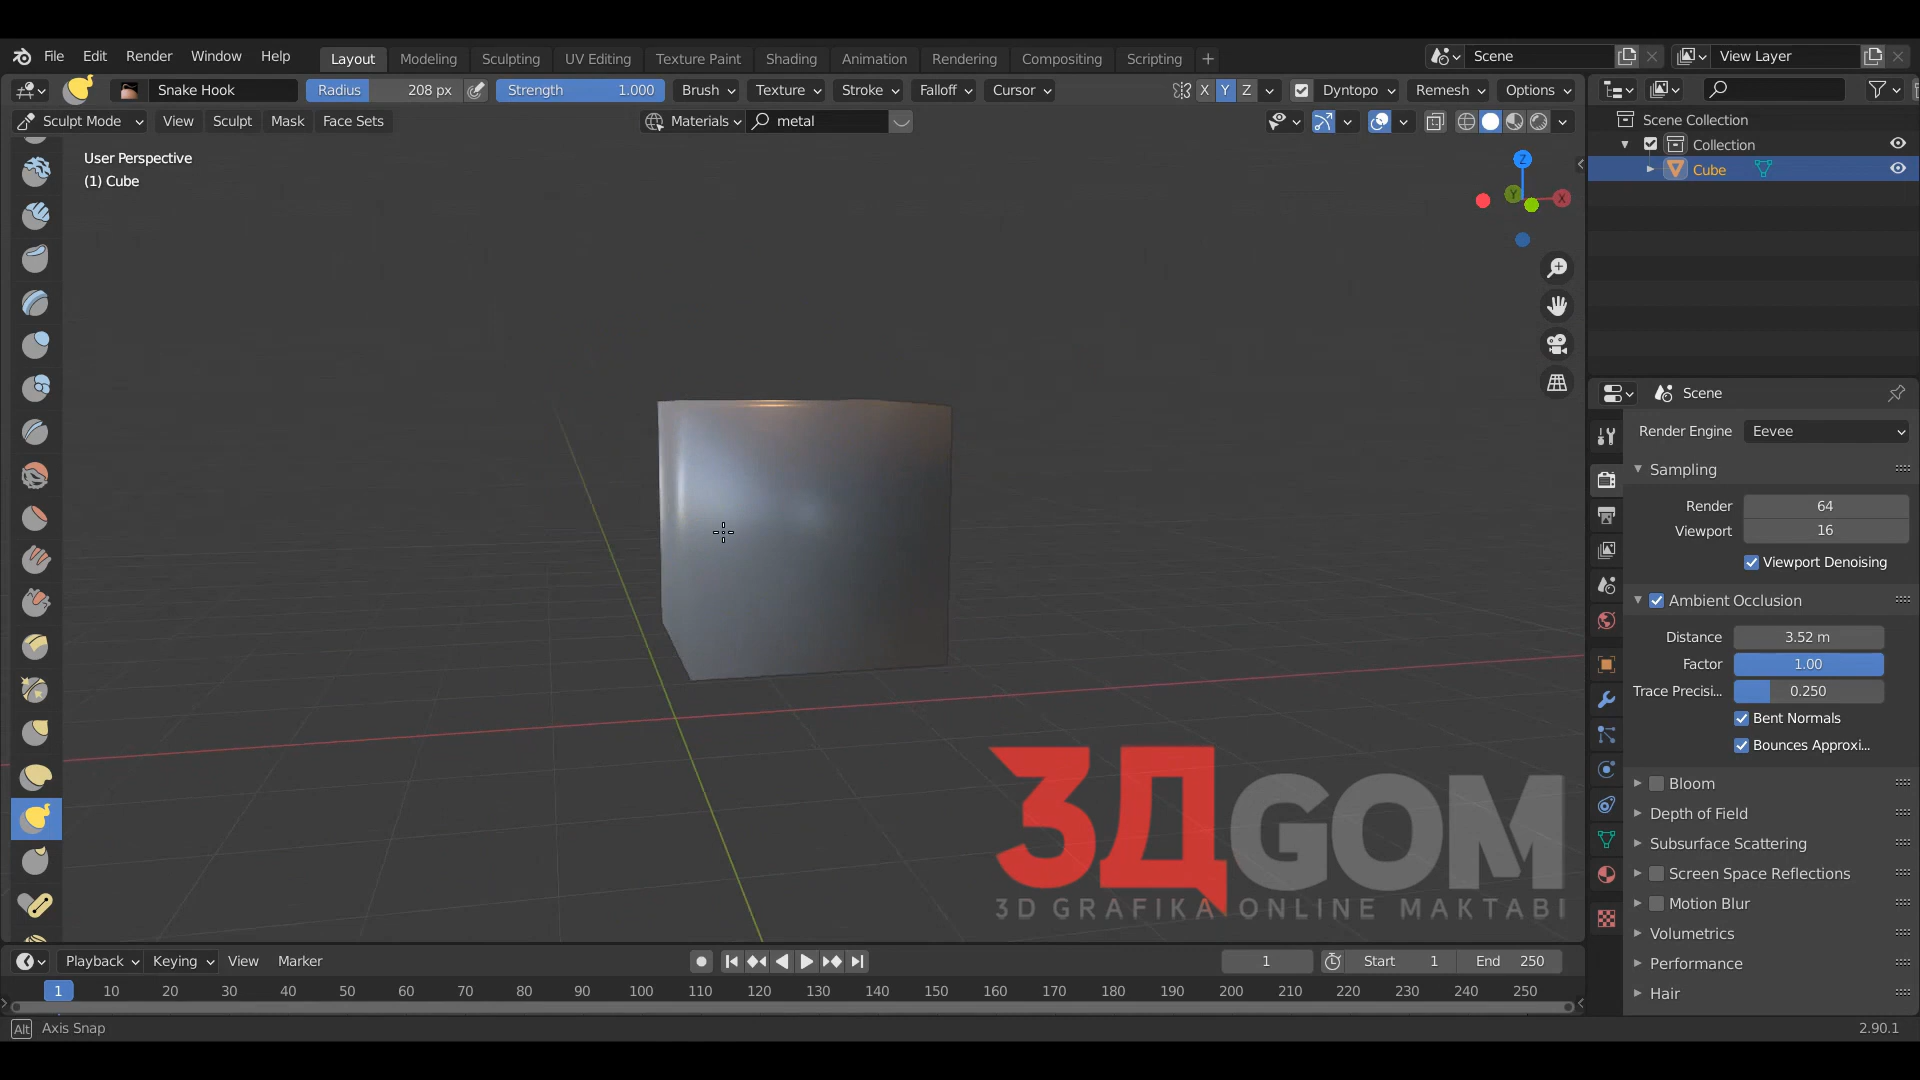 File Edit Render Window Help Layout Modeling Sculpting UV Editing Texture Paint Shading Animation Rendering Compositing Scripting + Scene View Layer
Snake Hook Radius 208 px Strength 1.000 Brush Texture Stroke Falloff Cursor X Y Z Dyntopo Remesh Options
Sculpt Mode View Sculpt Mask Face Sets Materials metal
User Perspective
(1) Cube
Z
Y
X
Scene Collection
Collection
Cube
Scene
Render Engine Eevee
Sampling
Render 64
Viewport 16
Viewport Denoising
Ambient Occlusion
Distance 3.52 m
Factor 1.00
Trace Precisi... 0.250
Bent Normals
Bounces Approxi...
Bloom
Depth of Field
Subsurface Scattering
Screen Space Reflections
Motion Blur
Volumetrics
Performance
Hair
3ДGOM
3D GRAFIKA ONLINE MAKTABI
Playback Keying View Marker 1 Start 1 End 250
1 10 20 30 40 50 60 70 80 90 100 110 120 130 140 150 160 170 180 190 200 210 220 230 240 250
Alt Axis Snap 2.90.1